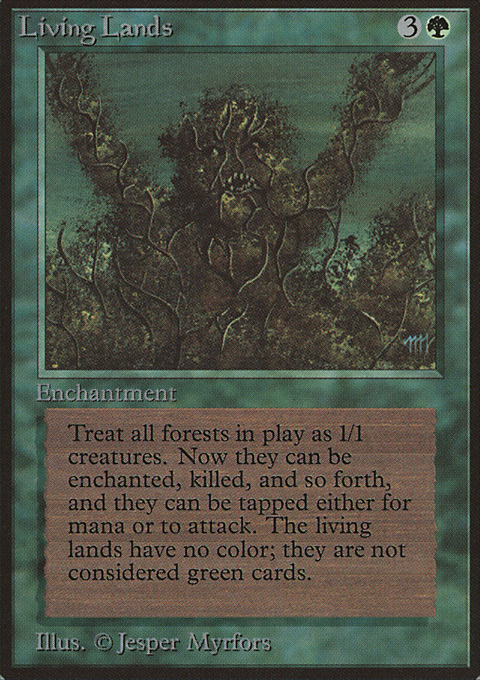 Living Lands 3
Enchantment
Treat all forests in play as 1/1
creatures. Now they can be
enchanted, killed, and so forth,
and they can be tapped either for
mana or to attack. The living
lands have no color; they are not
considered green cards.
Illus. © Jesper Myrfors